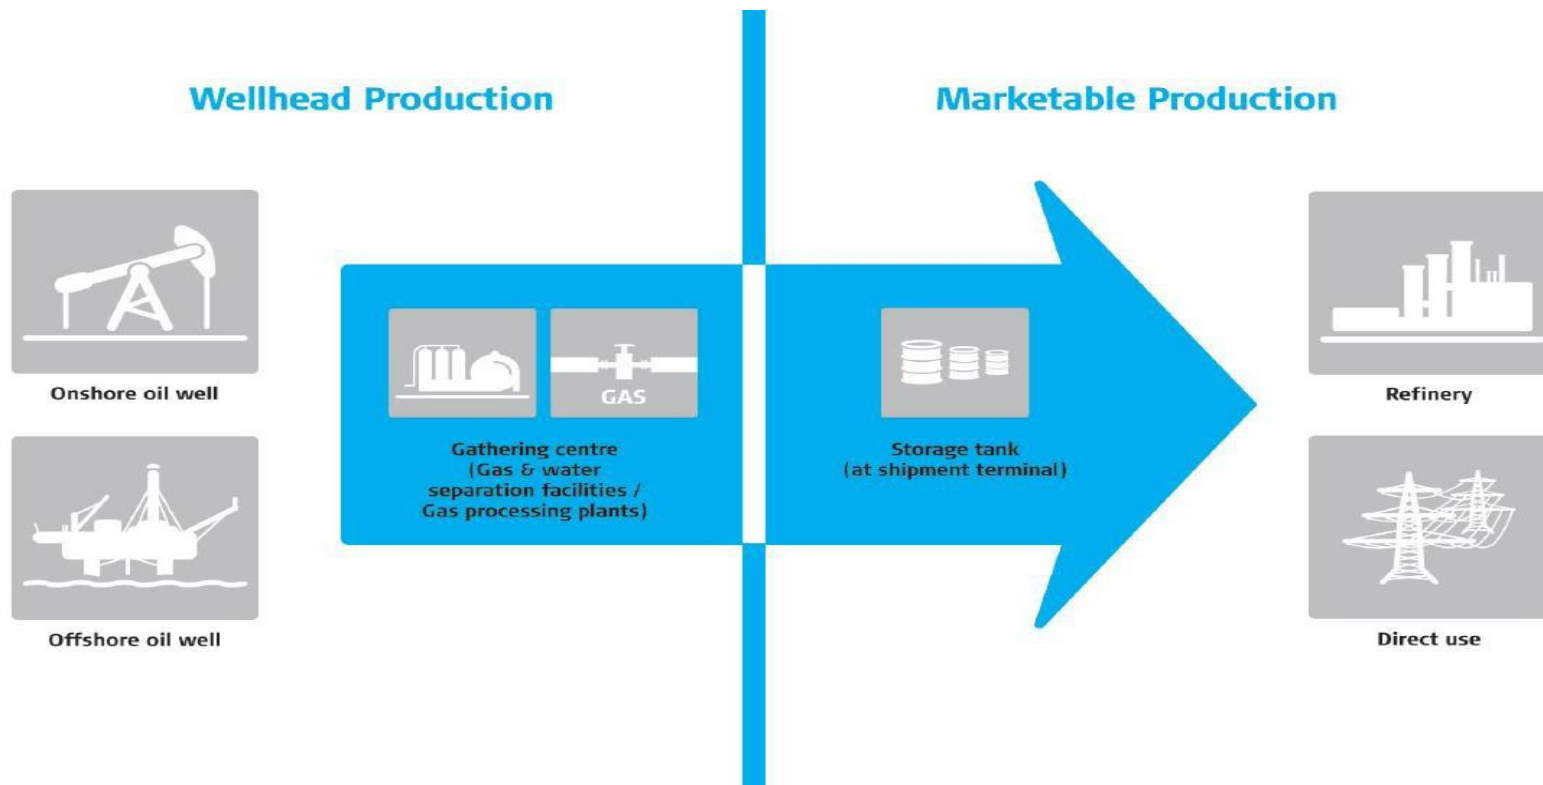 Wellhead Production
Marketable Production
Onshore oil well
Offshore oil well
GAS
Gathering centre
(Gas & water
separation facilities /
Gas processing plants)
Storage tank
(at shipment terminal)
Refinery
Direct use